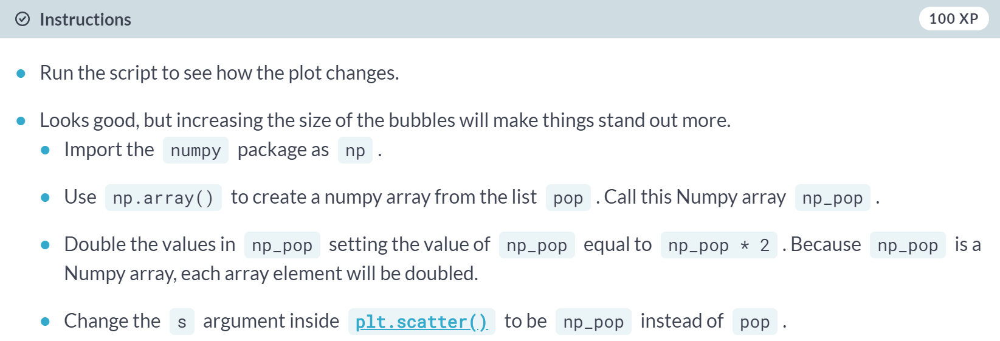 Instructions
100 XP
Run the script to see how the plot changes.
Looks good, but increasing the size of the bubbles will make things stand out more.
Import the numpy package as np .
Use np.array() to create a numpy array from the list pop . Call this Numpy array np_pop .
Double the values in np_pop setting the value of np_pop equal to np_pop * 2 . Because np_pop is a
Numpy array, each array element will be doubled.
Change the s argument inside plt.scatter() to be np_pop instead of pop .